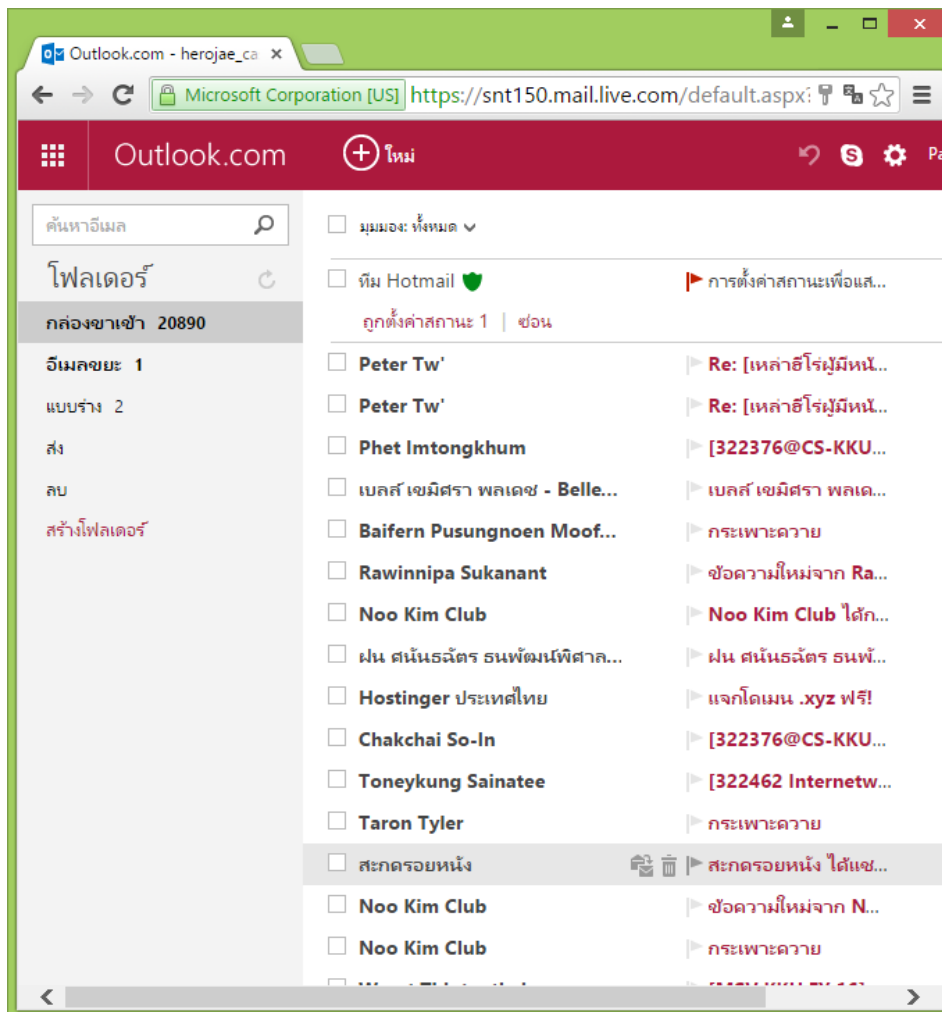 Outlook.com - herojae_ca
Microsoft Corporation [US] https://snt150.mail.live.com/default.aspx?
Outlook.com ใหม่ Pa
ค้นหาอีเมล
มุมมอง: ทั้งหมด
โฟลเดอร์
ทีม Hotmail การตั้งค่าสถานะเพื่อแส...
กล่องขาเข้า 20890
ถูกตั้งค่าสถานะ 1 | ซ่อน
อีเมลขยะ 1
Peter Tw' Re: [เหล่าฮีโร่ผู้มีหนั...
แบบร่าง 2
Peter Tw' Re: [เหล่าฮีโร่ผู้มีหนั...
ส่ง
Phet Imtongkhum [322376@CS-KKU...
ลบ
เบลล์ เขมิศรา พลเดช - Belle... เบลล์ เขมิศรา พลเด...
สร้างโฟลเดอร์
Baifern Pusungnoen Moof... กระเพาะควาย
Rawinnipa Sukanant ข้อความใหม่จาก Ra...
Noo Kim Club Noo Kim Club ได้ก...
ฝน ศนันธฉัตร ธนพัฒน์พิศาล... ฝน ศนันธฉัตร ธนพั...
Hostinger ประเทศไทย แจกโดเมน .xyz ฟรี!
Chakchai So-In [322376@CS-KKU...
Toneykung Sainatee [322462 Internetw...
Taron Tyler กระเพาะควาย
สะกดรอยหนัง สะกดรอยหนัง ได้แช...
Noo Kim Club ข้อความใหม่จาก N...
Noo Kim Club กระเพาะควาย